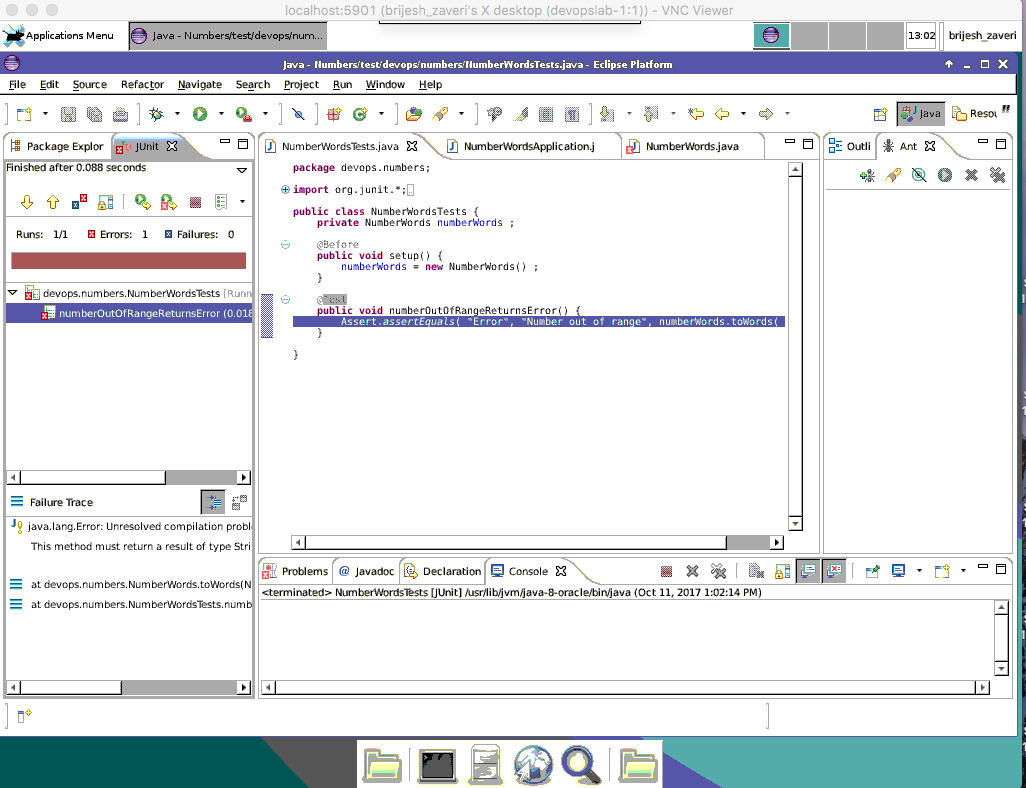 localhost:5901 (brijesh_zaveri's X desktop (devopslab-1:1)) - VNC Viewer
Applications Menu
Java - Numbers/test/devops/num...
13:02
brijesh_zaveri
Java - Numbers/test/devops/numbers/NumberWordsTests.java - Eclipse Platform
File Edit Source Refactor Navigate Search Project Run Window Help
Java
Resou
Package Explor
JUnit
NumberWordsTests.java
NumberWordsApplication.j
NumberWords.java
Outli
Ant
Finished after 0.088 seconds
Runs: 1/1
Errors: 1
Failures: 0
devops.numbers.NumberWordsTests [Runn
numberOutOfRangeReturnsError (0.018
package devops.numbers;
import org.junit.*;
public class NumberWordsTests {
private NumberWords numberWords ;
@Before
public void setup() {
numberWords = new NumberWords() ;
}
@Test
public void numberOutOfRangeReturnsError() {
Assert.assertEquals( "Error", "Number out of range", numberWords.toWords(
}
}
Failure Trace
java.lang.Error: Unresolved compilation probl
This method must return a result of type Stri
at devops.numbers.NumberWords.toWords(N
at devops.numbers.NumberWordsTests.numb
Problems
@ Javadoc
Declaration
Console
<terminated> NumberWordsTests [JUnit] /usr/lib/jvm/java-8-oracle/bin/java (Oct 11, 2017 1:02:14 PM)